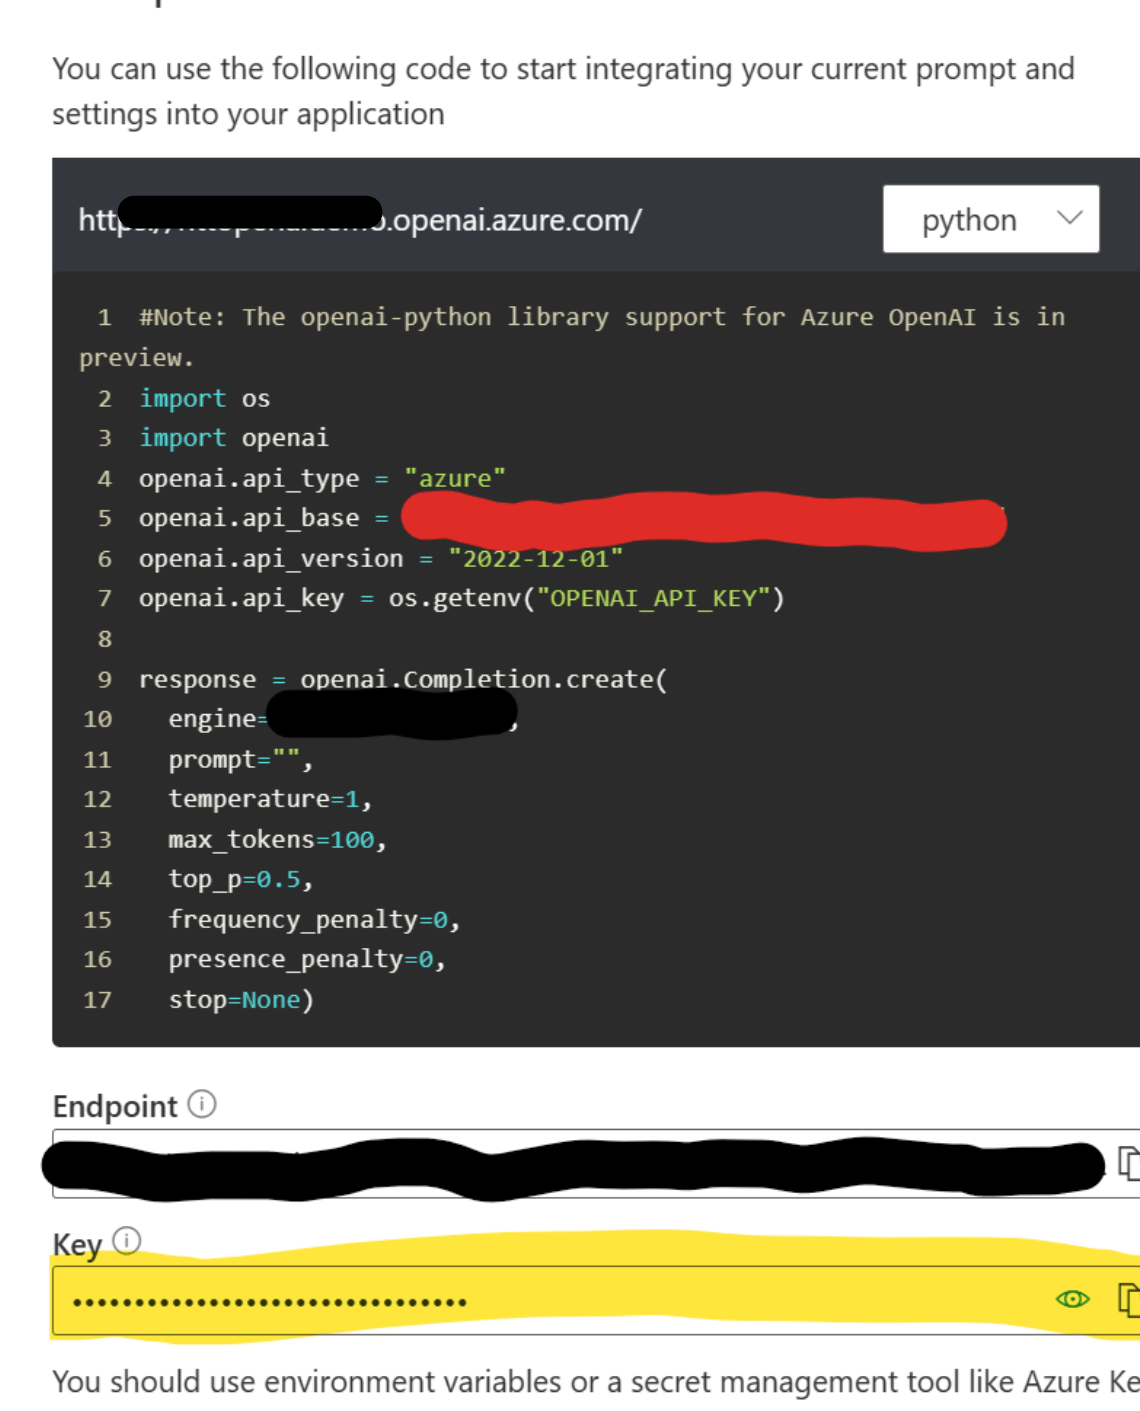 You can use the following code to start integrating your current prompt and
settings into your application
.openai.azure.com/
python
1 #Note: The openai-python library support for Azure OpenAI is in
preview.
2 import os
3 import openai
4 openai.api_type = "azure"
5 openai.api_base =
6 openai.api_version = "2022-12-01"
7 openai.api_key = os.getenv("OPENAI_API_KEY")
8
9 response = openai.Completion.create(
10 engine= ,
11 prompt="",
12 temperature=1,
13 max_tokens=100,
14 top_p=0.5,
15 frequency_penalty=0,
16 presence_penalty=0,
17 stop=None)
Endpoint
Key
••••••••••••••••••••••••••••••••
You should use environment variables or a secret management tool like Azure Ke